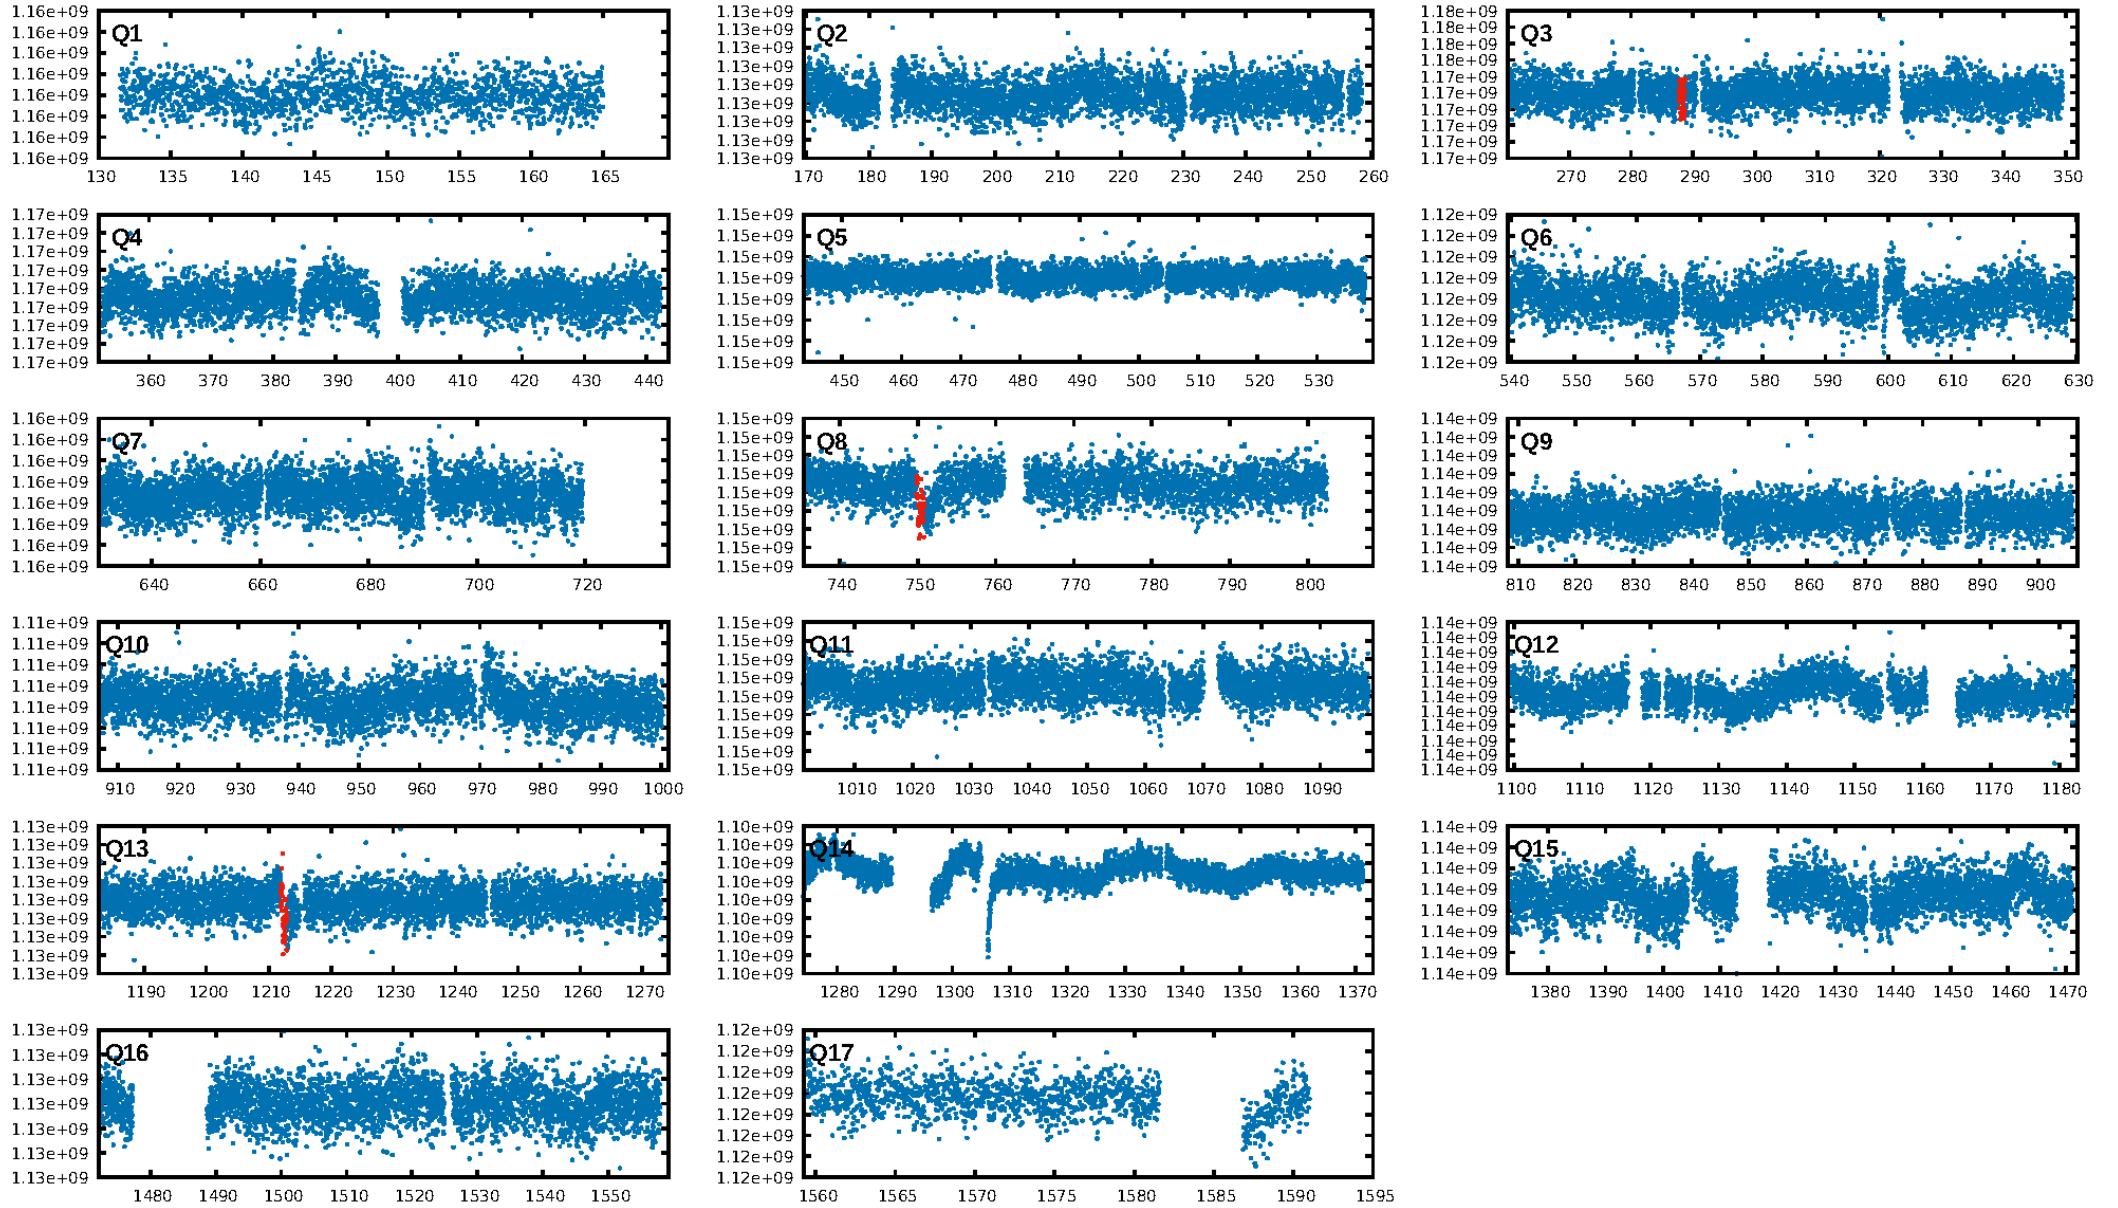 1.16e+09
1.16e+09
1.16e+09
1.16e+09
1.16e+09
1.16e+09
1.16e+09
1.16e+09
Q1
130 135 140 145 150 155 160 165
1.13e+09
1.13e+09
1.13e+09
1.13e+09
1.13e+09
1.13e+09
1.13e+09
1.13e+09
1.13e+09
Q2
170 180 190 200 210 220 230 240 250 260
1.18e+09
1.18e+09
1.18e+09
1.18e+09
1.17e+09
1.17e+09
1.17e+09
1.17e+09
1.17e+09
1.17e+09
Q3
270 280 290 300 310 320 330 340 350
1.17e+09
1.17e+09
1.17e+09
1.17e+09
1.17e+09
1.17e+09
1.17e+09
1.17e+09
1.17e+09
Q4
360 370 380 390 400 410 420 430 440
1.15e+09
1.15e+09
1.15e+09
1.15e+09
1.15e+09
1.15e+09
1.15e+09
1.15e+09
Q5
450 460 470 480 490 500 510 520 530
1.12e+09
1.12e+09
1.12e+09
1.12e+09
1.12e+09
1.12e+09
1.12e+09
1.12e+09
Q6
540 550 560 570 580 590 600 610 620 630
1.16e+09
1.16e+09
1.16e+09
1.16e+09
1.16e+09
1.16e+09
1.16e+09
1.16e+09
Q7
640 660 680 700 720
1.15e+09
1.15e+09
1.15e+09
1.15e+09
1.15e+09
1.15e+09
1.15e+09
1.15e+09
1.15e+09
Q8
740 750 760 770 780 790 800
1.14e+09
1.14e+09
1.14e+09
1.14e+09
1.14e+09
1.14e+09
1.14e+09
1.14e+09
1.14e+09
Q9
810 820 830 840 850 860 870 880 890 900
1.11e+09
1.11e+09
1.11e+09
1.11e+09
1.11e+09
1.11e+09
1.11e+09
1.11e+09
Q10
910 920 930 940 950 960 970 980 990 1000
1.15e+09
1.15e+09
1.15e+09
1.15e+09
1.15e+09
1.15e+09
1.15e+09
1.15e+09
1.15e+09
Q11
1010 1020 1030 1040 1050 1060 1070 1080 1090
1.14e+09
1.14e+09
1.14e+09
1.14e+09
1.14e+09
1.14e+09
1.14e+09
1.14e+09
1.14e+09
1.14e+09
1.14e+09
Q12
1100 1110 1120 1130 1140 1150 1160 1170 1180
1.13e+09
1.13e+09
1.13e+09
1.13e+09
1.13e+09
1.13e+09
1.13e+09
1.13e+09
1.13e+09
Q13
1190 1200 1210 1220 1230 1240 1250 1260 1270
1.10e+09
1.10e+09
1.10e+09
1.10e+09
1.10e+09
1.10e+09
1.10e+09
1.10e+09
1.10e+09
Q14
1280 1290 1300 1310 1320 1330 1340 1350 1360 1370
1.14e+09
1.14e+09
1.14e+09
1.14e+09
1.14e+09
1.14e+09
1.14e+09
1.14e+09
Q15
1380 1390 1400 1410 1420 1430 1440 1450 1460 1470
1.13e+09
1.13e+09
1.13e+09
1.13e+09
1.13e+09
1.13e+09
1.13e+09
Q16
1480 1490 1500 1510 1520 1530 1540 1550
1.12e+09
1.12e+09
1.12e+09
1.12e+09
1.12e+09
1.12e+09
1.12e+09
1.12e+09
Q17
1560 1565 1570 1575 1580 1585 1590 1595